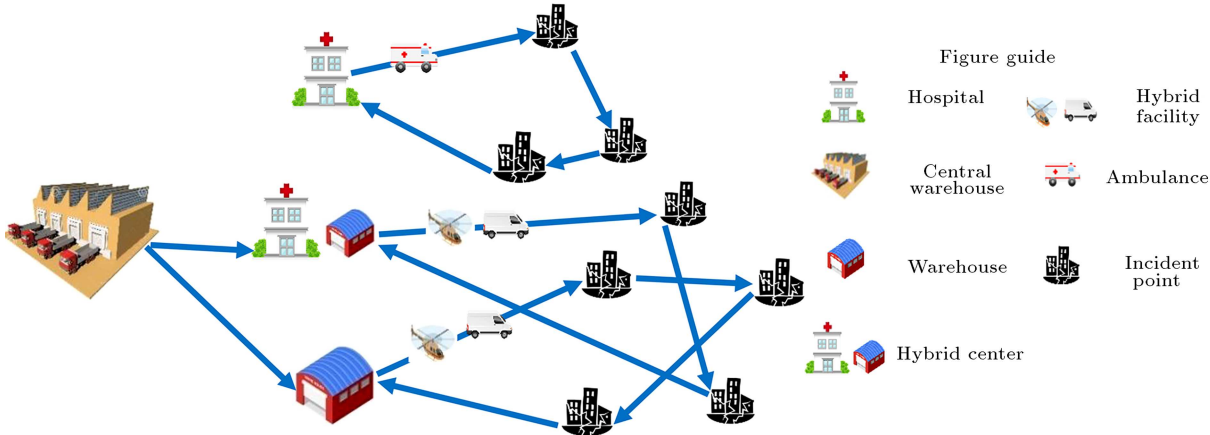 Figure guide
Hospital
Hybrid
facility
Central
warehouse
Ambulance
Warehouse
Incident
point
Hybrid center